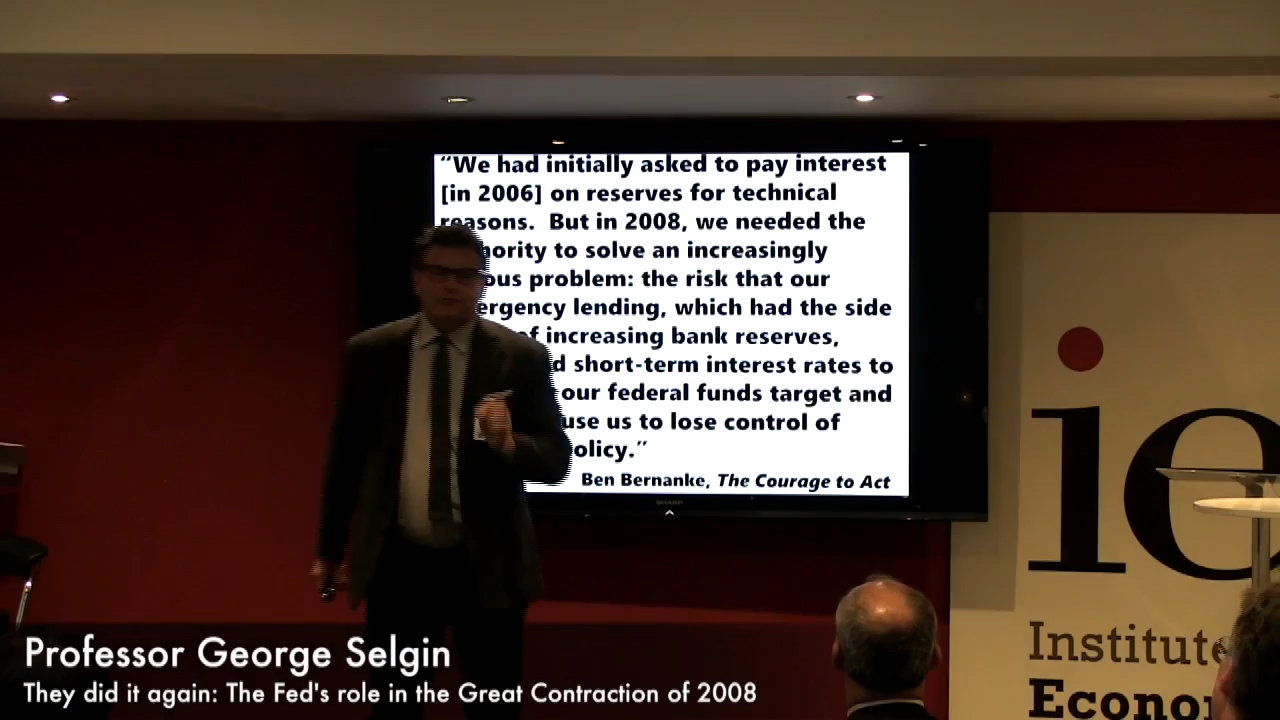 “We had initially asked to pay interest
[in 2006] on reserves for technical
reasons. But in 2008, we needed the
hority to solve an increasingly
ous problem: the risk that our
ergency lending, which had the side
of increasing bank reserves,
d short-term interest rates to
our federal funds target and
use us to lose control of
olicy.”
Ben Bernanke, The Courage to Act
SHARP
ie
Institute
Econo
Professor George Selgin
They did it again: The Fed's role in the Great Contraction of 2008